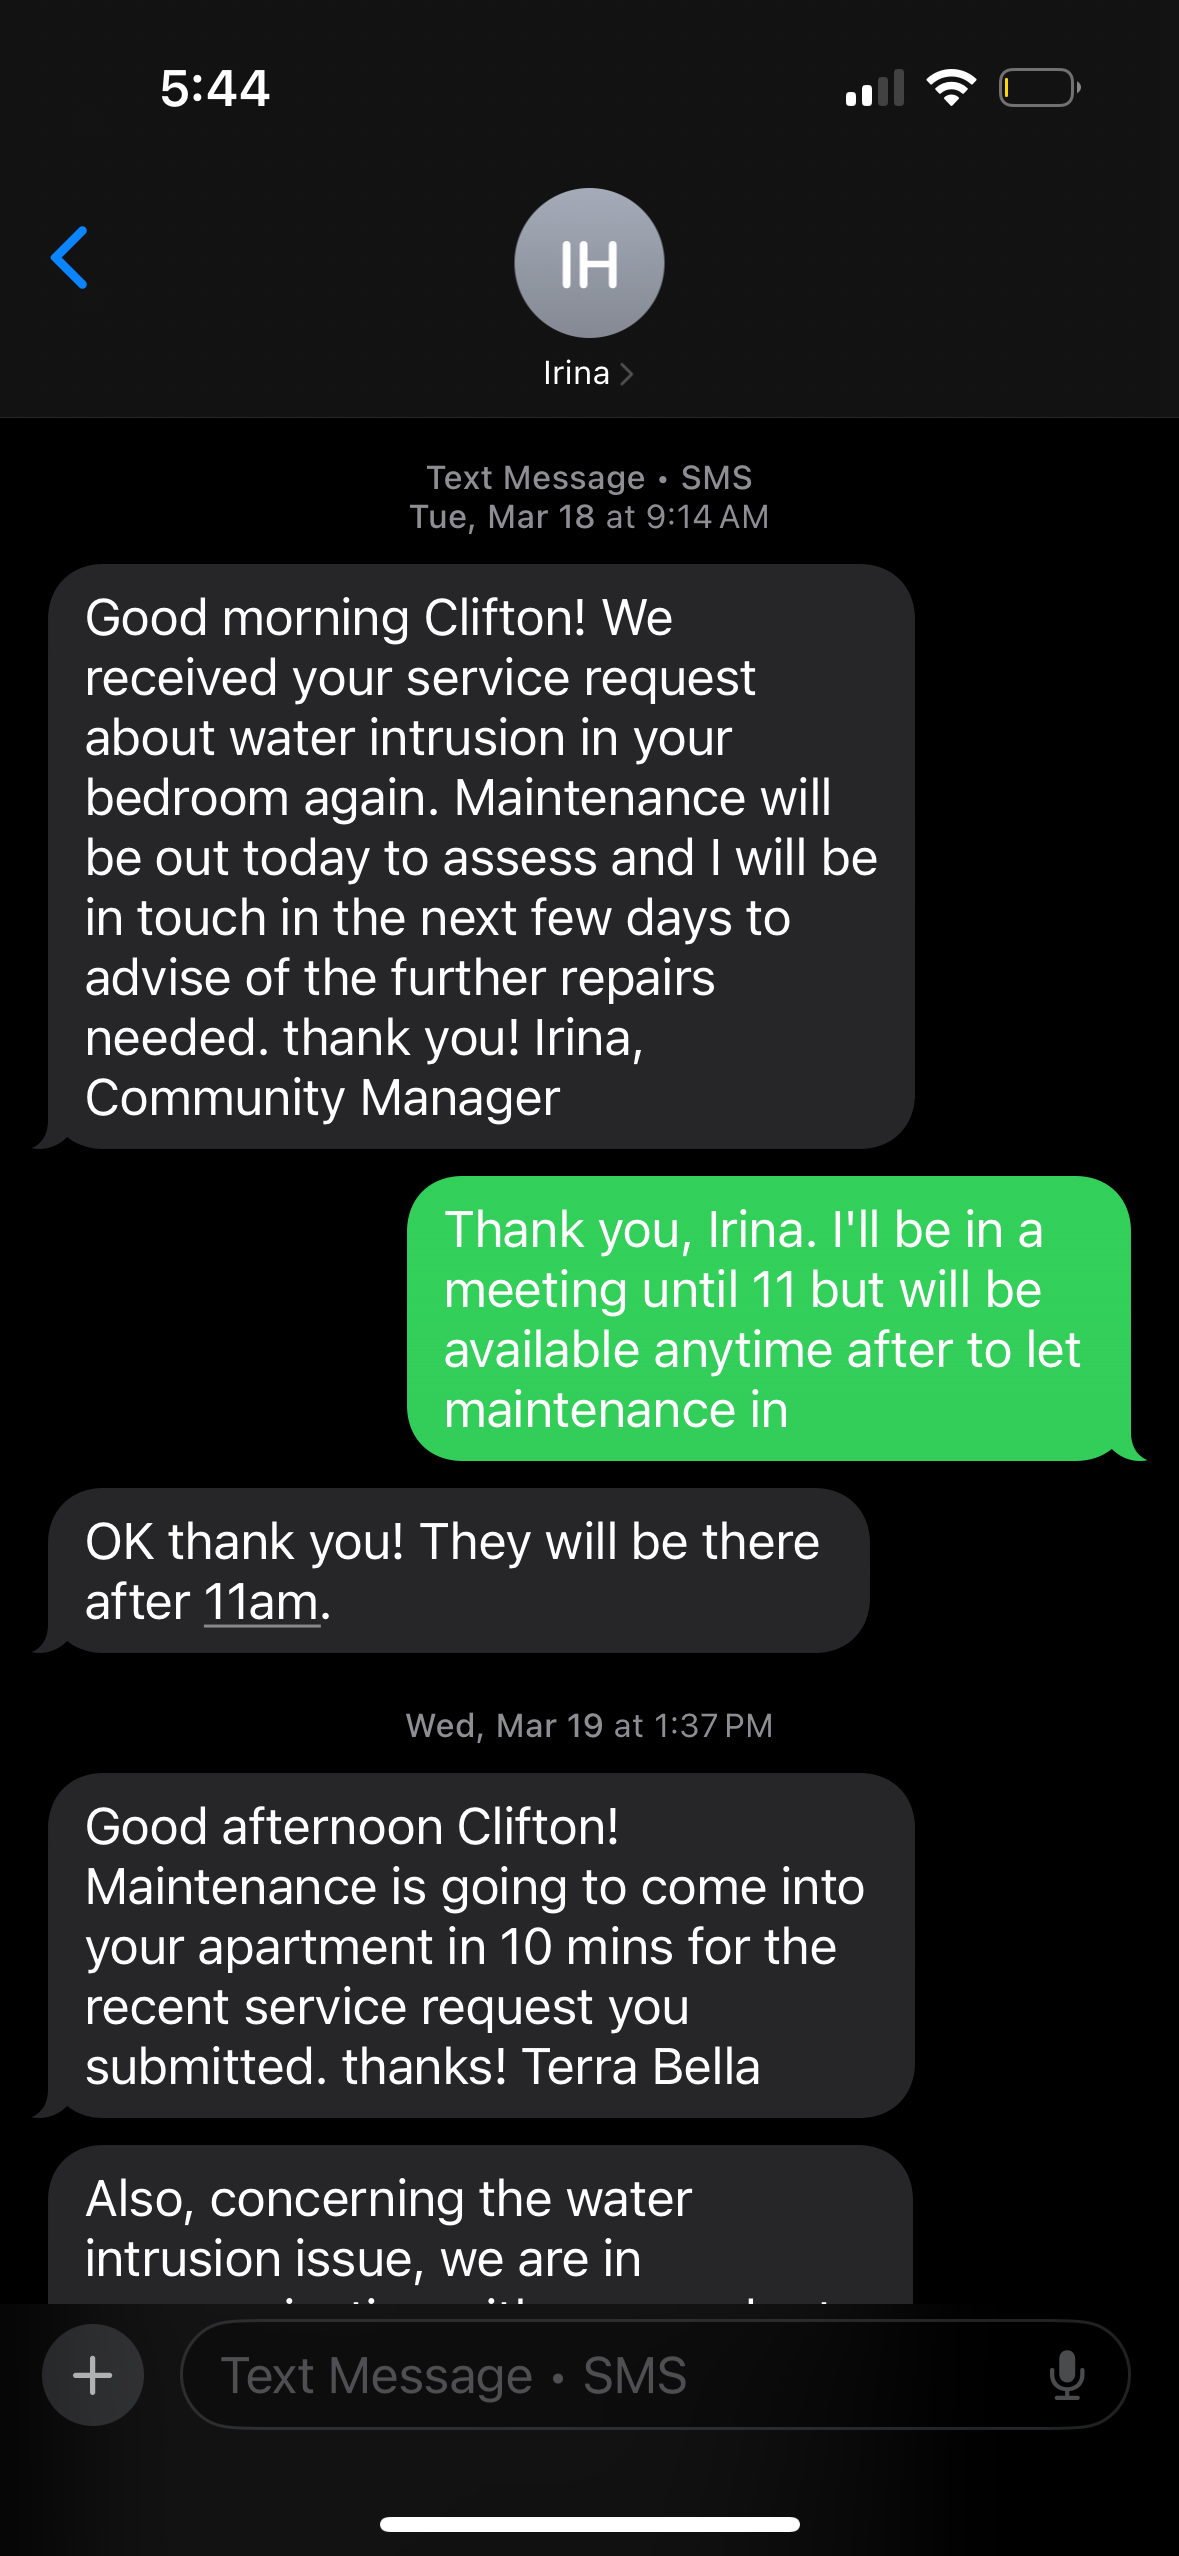 5:44
IH
Irina
Text Message • SMS
Tue, Mar 18 at 9:14 AM
Good morning Clifton! We
received your service request
about water intrusion in your
bedroom again. Maintenance will
be out today to assess and I will be
in touch in the next few days to
advise of the further repairs
needed. thank you! Irina,
Community Manager
Thank you, Irina. I'll be in a
meeting until 11 but will be
available anytime after to let
maintenance in
OK thank you! They will be there
after 11am.
Wed, Mar 19 at 1:37 PM
Good afternoon Clifton!
Maintenance is going to come into
your apartment in 10 mins for the
recent service request you
submitted. thanks! Terra Bella
Also, concerning the water
intrusion issue, we are in
Text Message • SMS